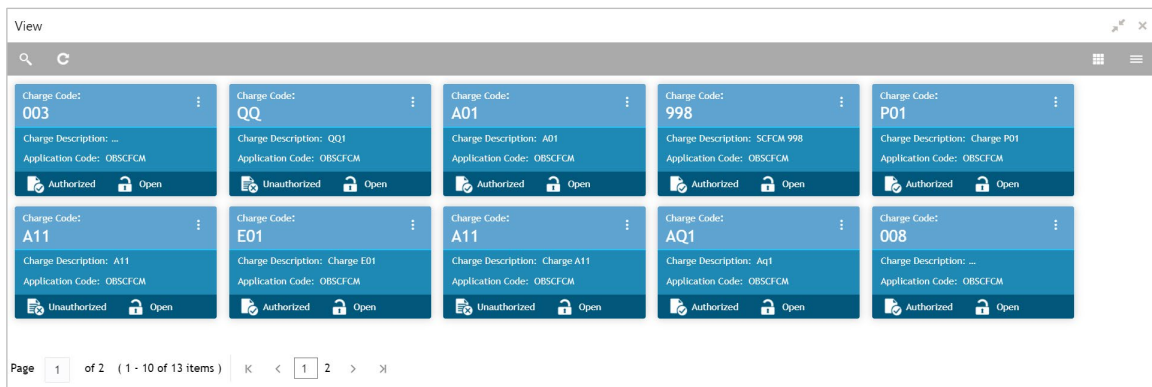 View
Charge Code:
003
Charge Description: ...
Application Code: OBSCFCM
Authorized Open
Charge Code:
QQ
Charge Description: QQ1
Application Code: OBSCFCM
Unauthorized Open
Charge Code:
A01
Charge Description: A01
Application Code: OBSCFCM
Authorized Open
Charge Code:
998
Charge Description: SCFCM 998
Application Code: OBSCFCM
Authorized Open
Charge Code:
P01
Charge Description: Charge P01
Application Code: OBSCFCM
Authorized Open
Charge Code:
A11
Charge Description: A11
Application Code: OBSCFCM
Unauthorized Open
Charge Code:
E01
Charge Description: Charge E01
Application Code: OBSCFCM
Authorized Open
Charge Code:
A11
Charge Description: Charge A11
Application Code: OBSCFCM
Unauthorized Open
Charge Code:
AQ1
Charge Description: Aq1
Application Code: OBSCFCM
Authorized Open
Charge Code:
008
Charge Description: ...
Application Code: OBSCFCM
Authorized Open
Page 1 of 2 ( 1 - 10 of 13 items ) 1 2